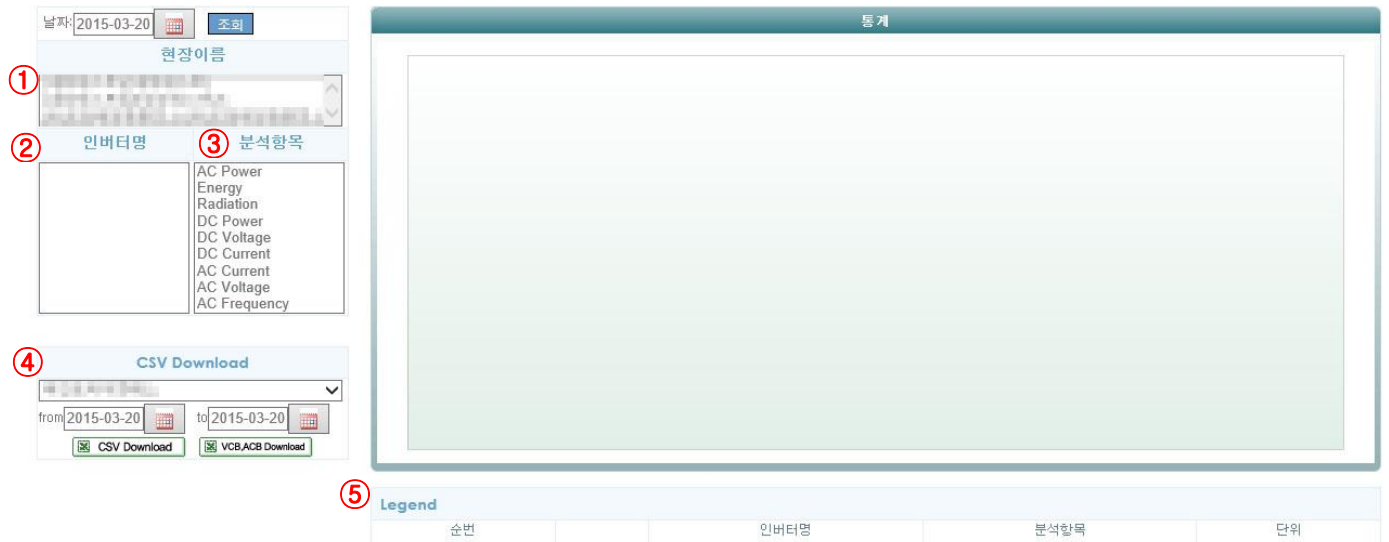 날짜: 2015-03-20 조회
통계
현장이름
①
② 인버터명 ③ 분석항목
AC Power
Energy
Radiation
DC Power
DC Voltage
DC Current
AC Current
AC Voltage
AC Frequency
④ CSV Download
from 2015-03-20 to 2015-03-20
CSV Download VCB,ACB Download
⑤ Legend
순번 인버터명 분석항목 단위